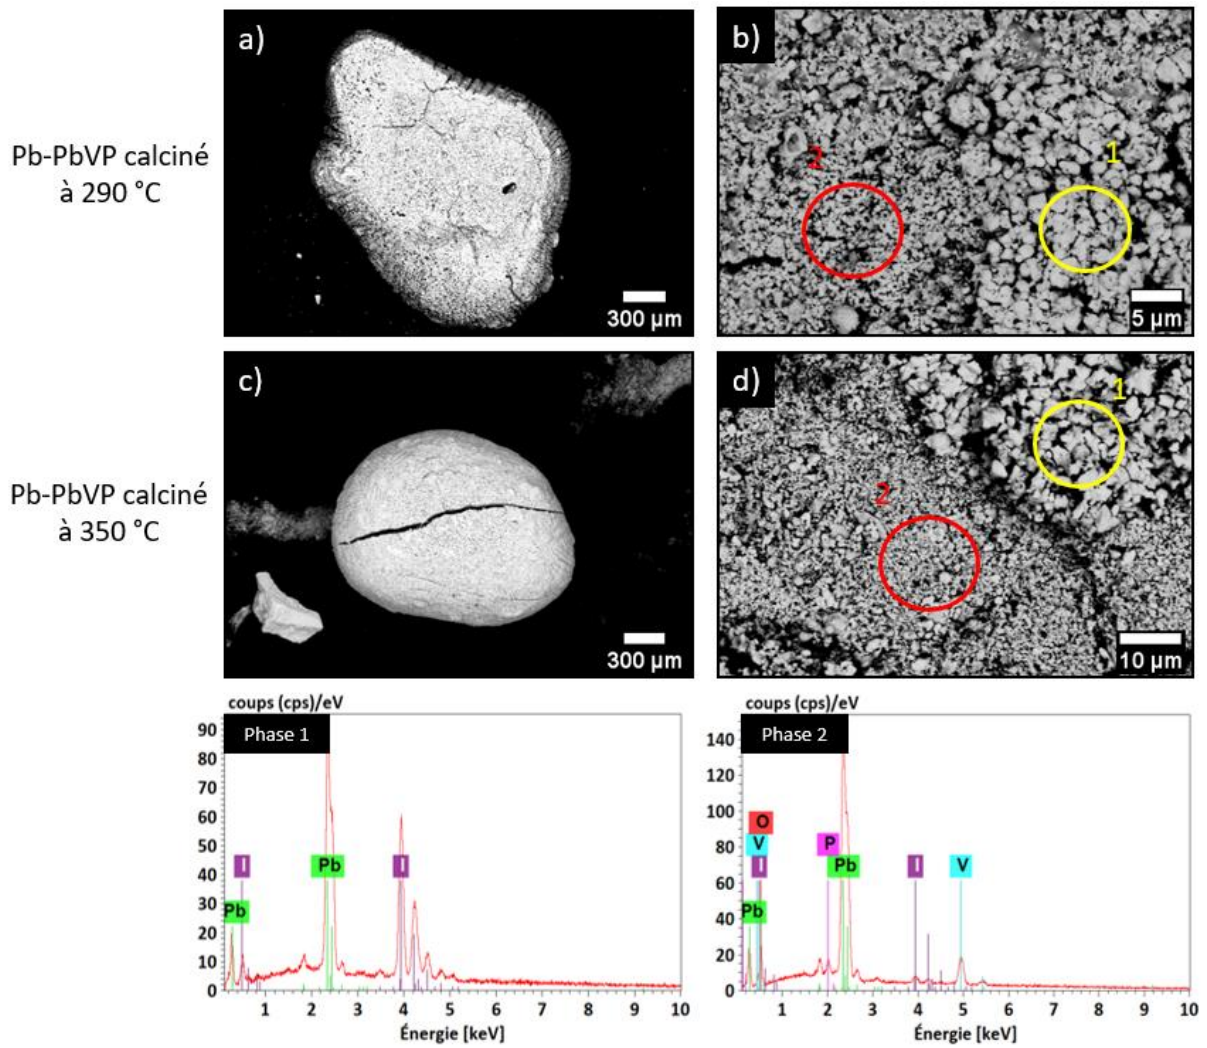 a)
b)
Pb-PbVP calciné
à 290 °C
2
1
300 µm
5 µm
c)
d)
Pb-PbVP calciné
à 350 °C
1
2
300 µm
10 µm
coups (cps)/eV
Phase 1
90
80
70
60
50
40
30
20
10
0
I
Pb
I
Pb
1 2 3 4 5 6 7 8 9 10
Énergie [keV]
coups (cps)/eV
Phase 2
140
120
100
80
60
40
20
0
O
V
P
I
Pb
I
V
Pb
1 2 3 4 5 6 7 8 9 10
Énergie [keV]